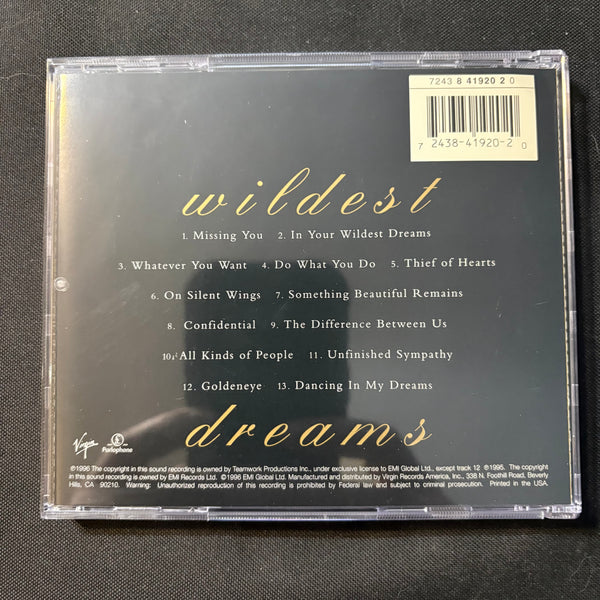 7243 8 41920 2 0
7 24384-41920-2 0
wildest
1. Missing You 2. In Your Wildest Dreams
3. Whatever You Want 4. Do What You Do 5. Thief of Hearts
6. On Silent Wings 7. Something Beautiful Remains
8. Confidential 9. The Difference Between Us
10. All Kinds of People 11. Unfinished Sympathy
12. Goldeneye 13. Dancing In My Dreams
dreams
Virgin Parlophone
℗1996 The copyright in this sound recording is owned by Teamwork Productions Inc., under exclusive license to EMI Global Ltd., except track 12 ℗1995. The copyright
in this sound recording is owned by EMI Records Ltd. ©1996 EMI Global Ltd. Manufactured and distributed by Virgin Records America, Inc., 338 N. Foothill Road, Beverly
Hills, CA 90210. Warning: Unauthorized reproduction of this recording is prohibited by Federal law and subject to criminal prosecution. Printed in the USA.